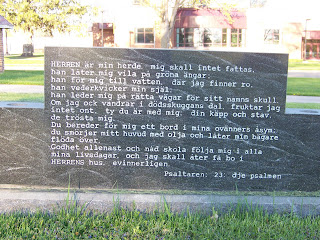 HERREN är min herde, mig skall intet fattas,
han låter mig vila på gröna ängar;
han för mig till vatten, där jag finner ro,
han vederkvicker min själ;
han leder mig på rätta vägar för sitt namns skull.
Om jag ock vandrar i dödsskuggans dal, fruktar jag
intet ont, ty du är med mig; din käpp och stav,
de trösta mig.
Du bereder för mig ett bord i mina ovänners åsyn;
du smörjer mitt huvud med olja och låter min bägare
flöda över.
Godhet allenast och nåd skola följa mig i alla
mina livsdagar, och jag skall åter få bo i
HERRENS hus, evinnerligen.
Psaltaren: 23: dje psalmen